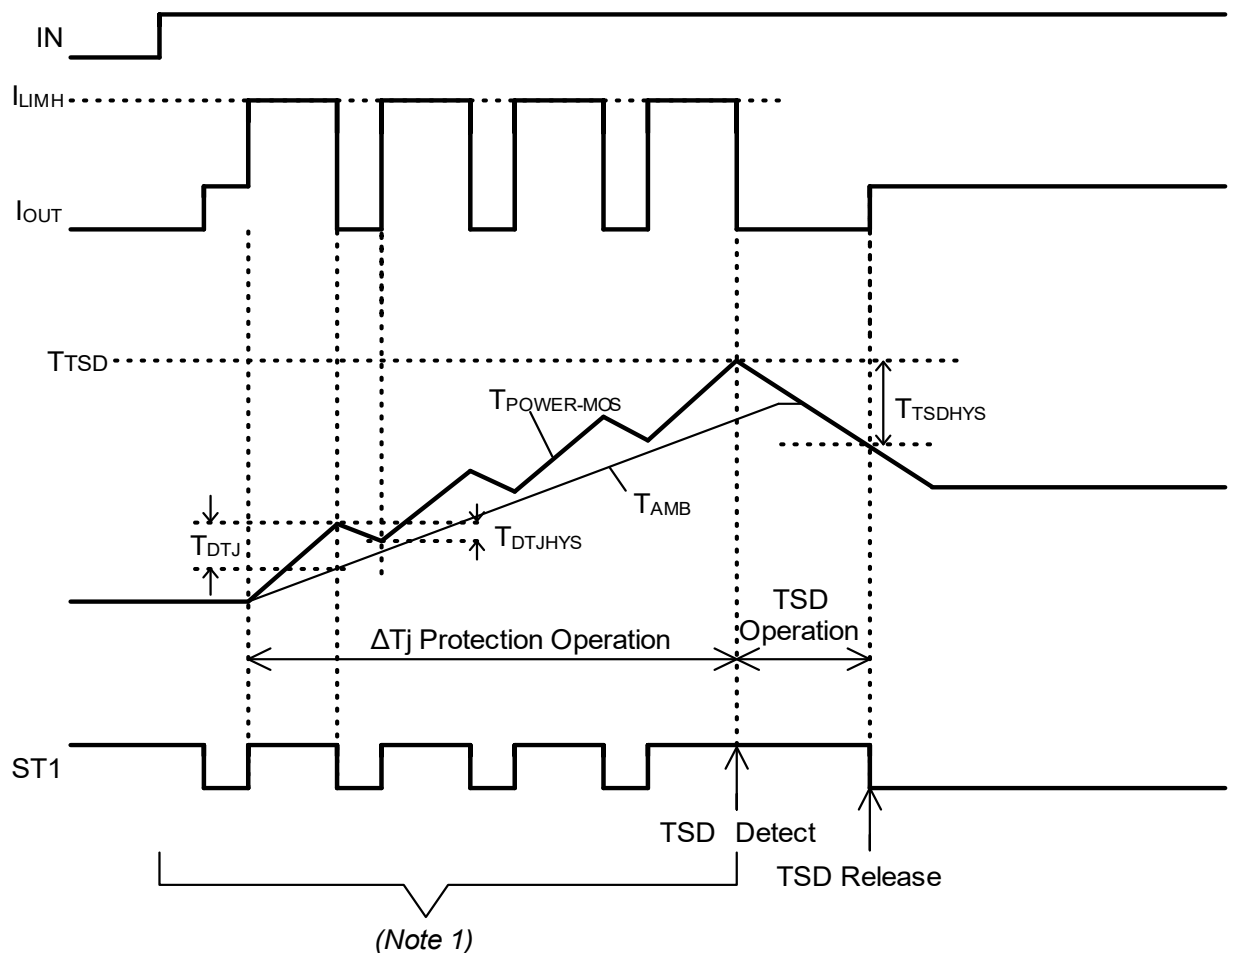 IN
ILIMH
IOUT
TTSD
TPOWER-MOS
TTSDHYS
TAMB
TDTJ
TDTJHYS
TSD
Operation
ΔTj Protection Operation
ST1
TSD Detect
TSD Release
(Note 1)